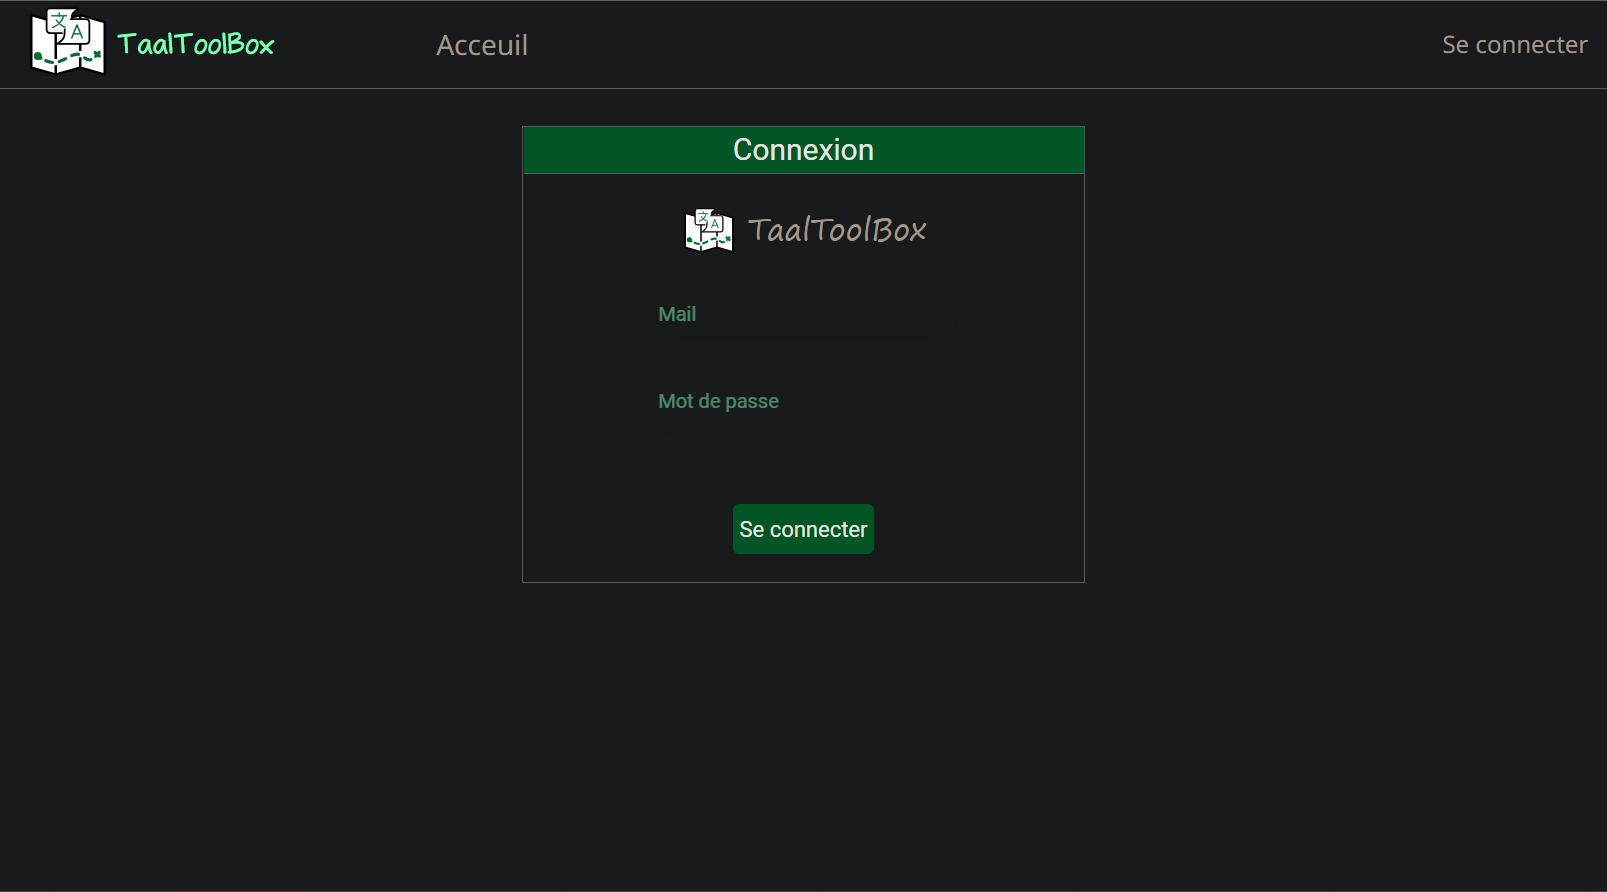 文 A TaalToolBox
Acceuil
Se connecter
Connexion
文 A TaalToolBox
Mail
Mot de passe
Se connecter